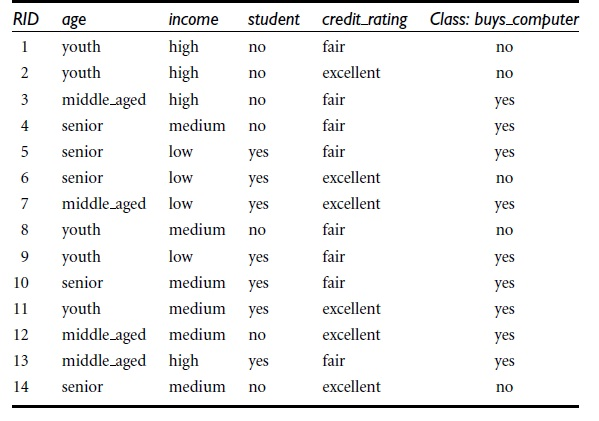 RID age income student credit_rating Class: buys_computer
1 youth high no fair no
2 youth high no excellent no
3 middle_aged high no fair yes
4 senior medium no fair yes
5 senior low yes fair yes
6 senior low yes excellent no
7 middle_aged low yes excellent yes
8 youth medium no fair no
9 youth low yes fair yes
10 senior medium yes fair yes
11 youth medium yes excellent yes
12 middle_aged medium no excellent yes
13 middle_aged high yes fair yes
14 senior medium no excellent no